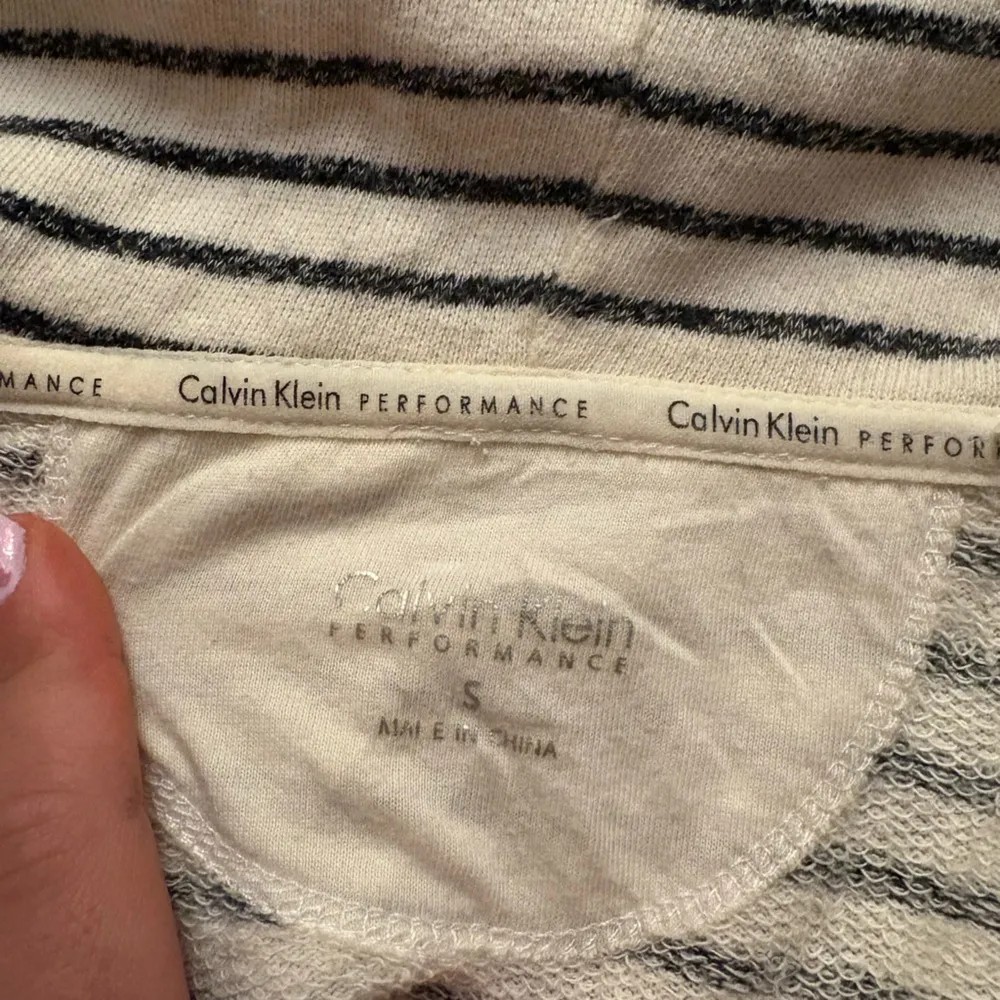 MANCE Calvin Klein PERFORMANCE Calvin Klein PERFOR
Calvin Klein
PERFORMANCE
S
MADE IN CHINA